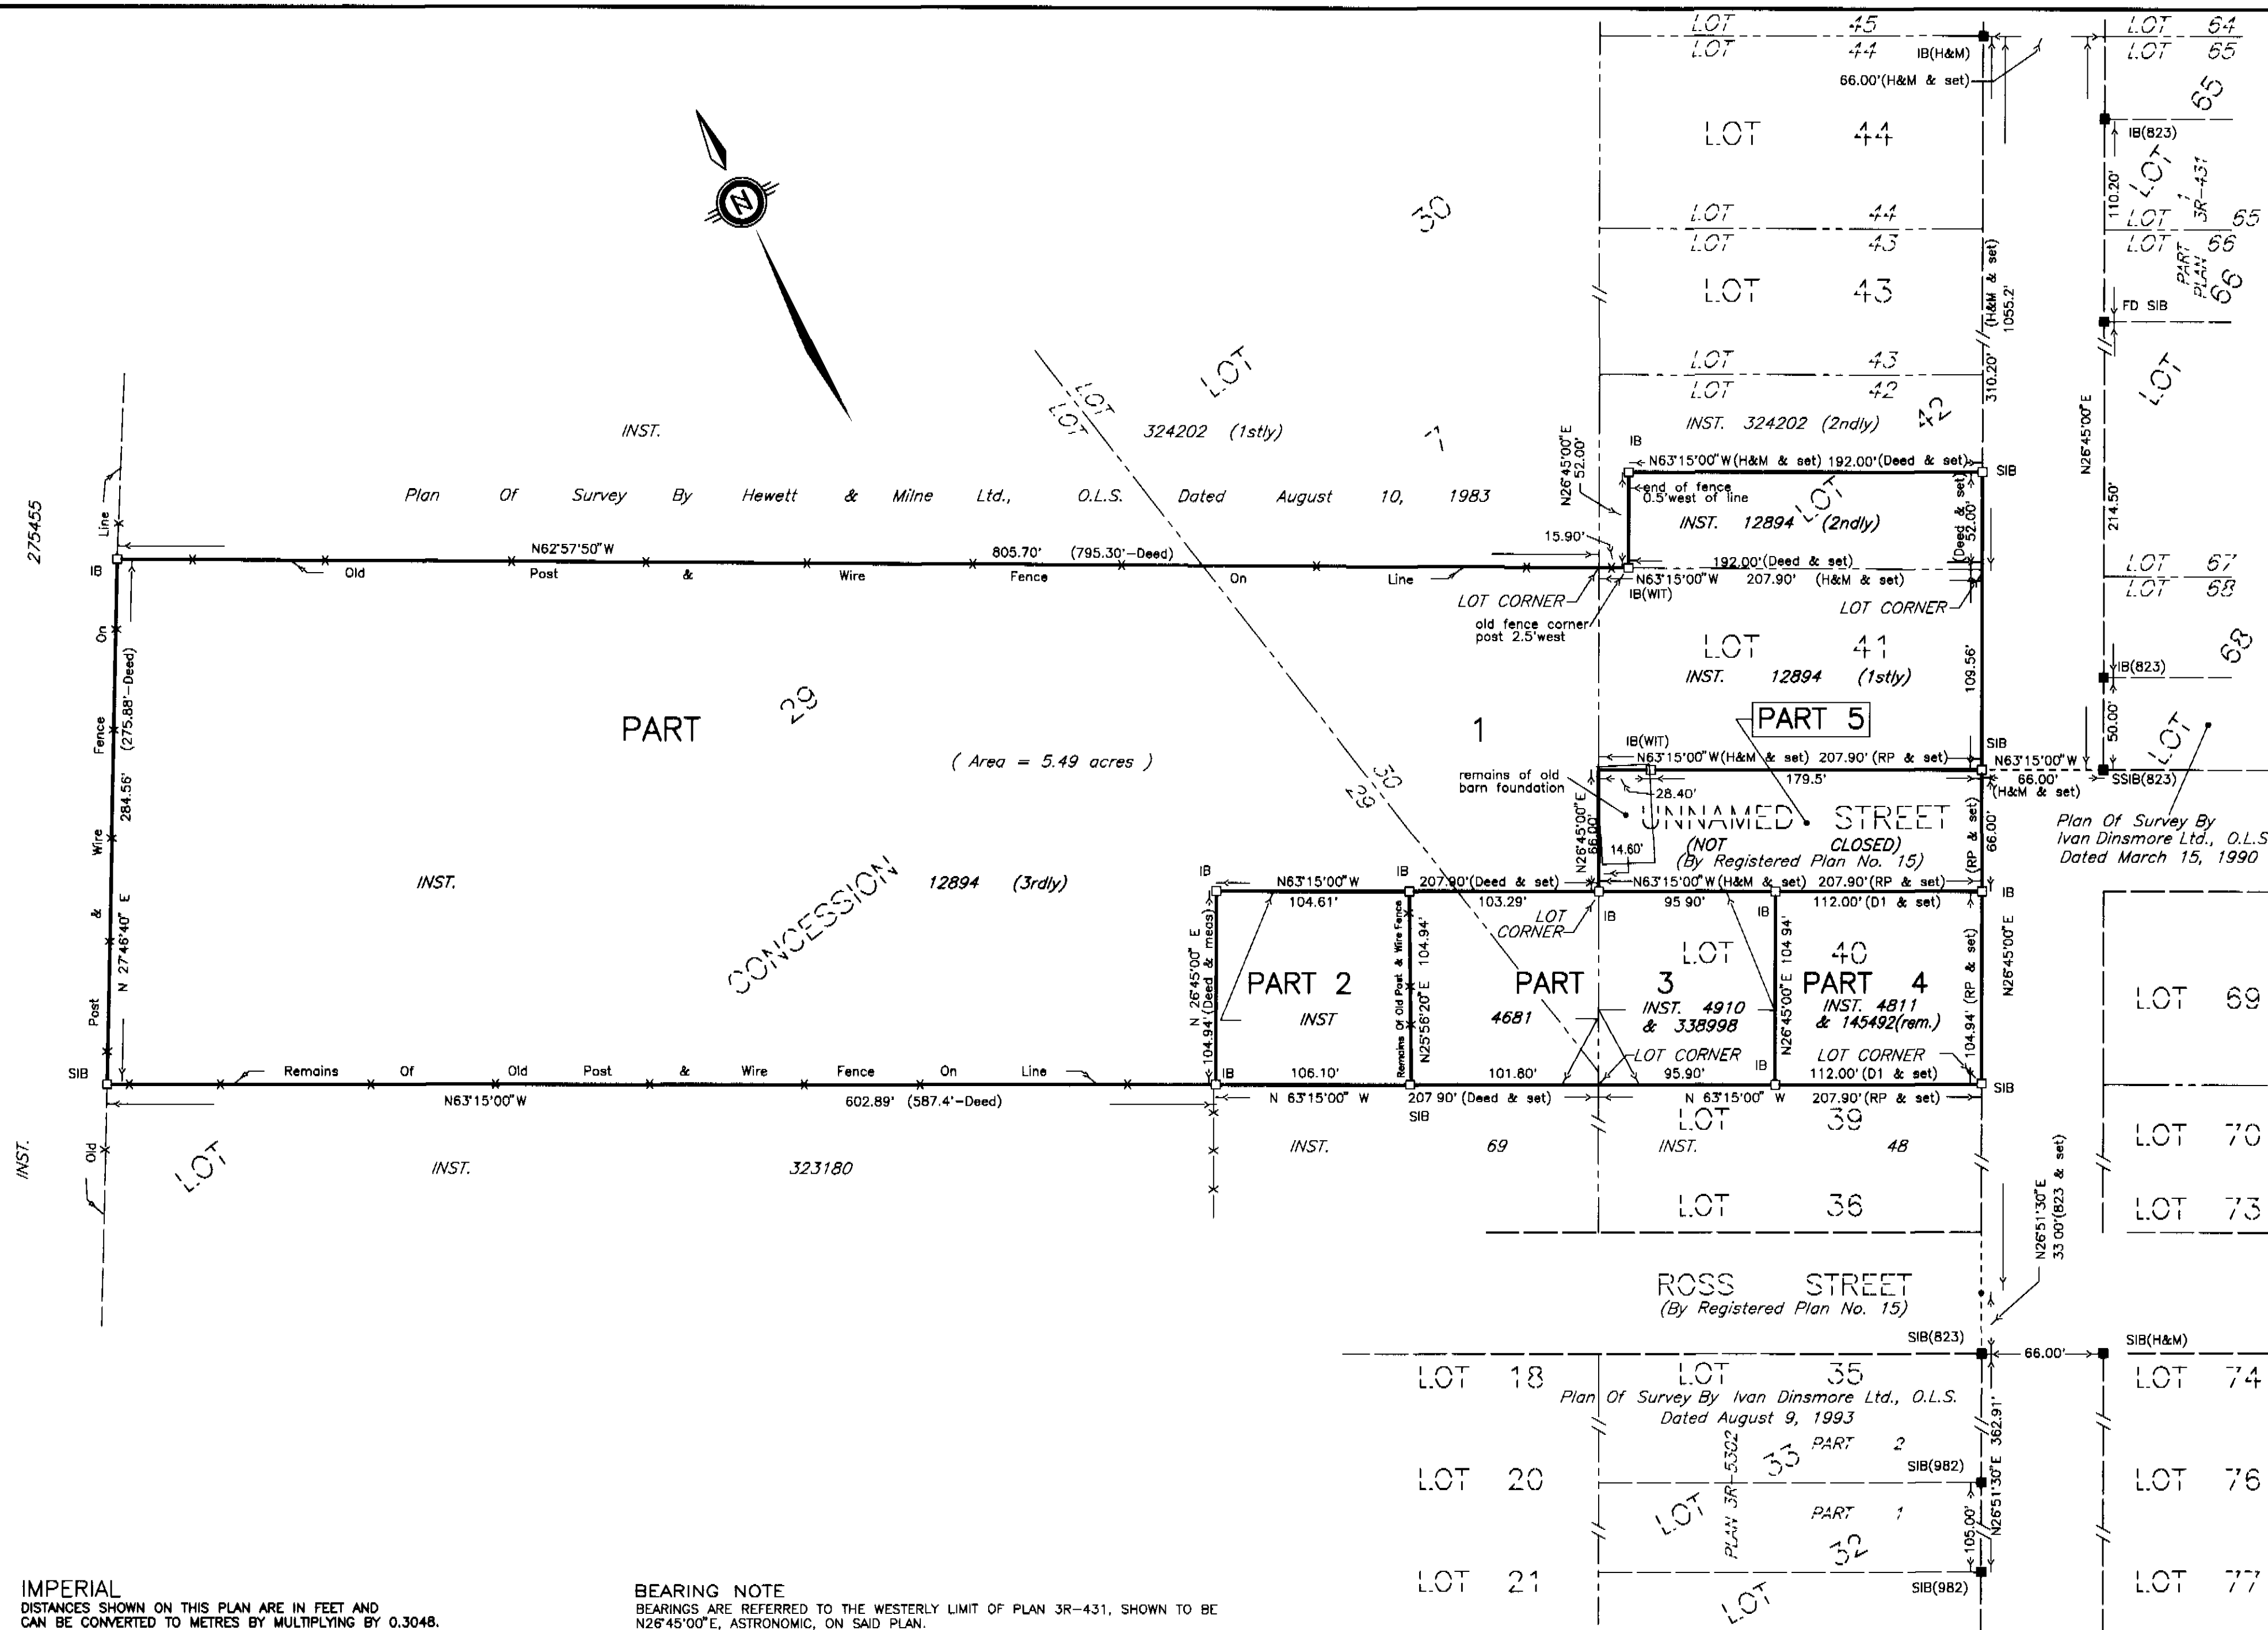 LOT 45
LOT 44
IB(H&M)
66.00'(H&M & set)
LOT 64
LOT 65
65
LOT 44
IB(823)
LOT
110.20'
PART 1
PLAN 3R-431
N
30
LOT 44
LOT 43
LOT 65
LOT 66
66
LOT 43
310.20' (H&M & set)
1055.2'
FD SIB
LOT
LOT 43
LOT 42
42
LOT
LOT
LOT
INST. 324202 (1stly)
1
INST. 324202 (2ndly)
N26°45'00"E
214.50'
N26°45'00"E
52.00'
IB
N63°15'00"W(H&M & set) 192.00'(Deed & set)
SIB
275455
Line
Plan Of Survey By Hewett & Milne Ltd., O.L.S. Dated August 10, 1983
end of fence
0.5'west of line
LOT
INST. 12894 (2ndly)
(Deed & set)
52.00'
15.90'
N62°57'50"W
805.70' (795.30'-Deed)
192.00'(Deed & set)
LOT 67
LOT 68
IB
Old Post & Wire Fence On Line
N63°15'00"W 207.90' (H&M & set)
IB(WIT)
LOT CORNER
LOT CORNER
old fence corner
post 2.5'west
Post & Wire Fence On
N 27°46'40" E 284.56' (275.88'-Deed)
LOT 41
INST. 12894 (1stly)
109.56'
68
IB(823)
50.00'
LOT
PART 1
29
( Area = 5.49 acres )
PART 5
IB(WIT)
SIB
N63°15'00"W(H&M & set) 207.90' (RP & set)
N63°15'00"W
30
29
remains of old
barn foundation
179.5'
28.40'
66.00'
(H&M & set)
SSIB(823)
N26°45'00"E
66.00'
UNNAMED STREET
(NOT CLOSED)
(By Registered Plan No. 15)
14.60'
(RP & set)
66.00'
Plan Of Survey By
Ivan Dinsmore Ltd., O.L.S
Dated March 15, 1990
INST. 12894 (3rdly)
CONCESSION
IB
N63°15'00"W
IB
207.90'(Deed & set)
N63°15'00"W(H&M & set) 207.90'(RP & set)
IB
104.61'
103.29'
95.90'
112.00'(D1 & set)
LOT
CORNER
IB
IB
N 26°45'00" E
104.94'(Deed & meas)
Remains Of Old Post & Wire Fence
N25°56'20"E 104.94'
LOT 40
N26°45'00"E 104.94'
104.94' (RP & set)
N26°45'00"E
PART 2
PART 3
PART 4
INST 4681
INST. 4910
& 338998
INST. 4811
& 145492(rem.)
LOT 69
LOT CORNER
LOT CORNER
SIB
Remains Of Old Post & Wire Fence On Line
IB
106.10'
101.80'
95.90'
IB
112.00'(D1 & set)
SIB
N63°15'00"W
602.89' (587.4'-Deed)
N 63°15'00" W 207.90'(Deed & set)
N 63°15'00" W 207.90'(RP & set)
SIB
LOT 39
INST.
Old
LOT
INST. 323180
INST. 69
INST. 48
LOT 70
N26°51'30"E
33.00'(823 & set)
LOT 36
LOT 73
ROSS STREET
(By Registered Plan No. 15)
SIB(823)
66.00'
SIB(H&M)
LOT 18
LOT 35
LOT 74
Plan Of Survey By Ivan Dinsmore Ltd., O.L.S.
Dated August 9, 1993
PLAN 3R-5302
33
PART 2
N26°51'30"E 362.91'
LOT 20
SIB(982)
LOT 76
LOT
PART 1
105.00'
32
LOT 21
SIB(982)
LOT 77
LOT
IMPERIAL
DISTANCES SHOWN ON THIS PLAN ARE IN FEET AND
CAN BE CONVERTED TO METRES BY MULTIPLYING BY 0.3048.
BEARING NOTE
BEARINGS ARE REFERRED TO THE WESTERLY LIMIT OF PLAN 3R-431, SHOWN TO BE
N26°45'00"E, ASTRONOMIC, ON SAID PLAN.